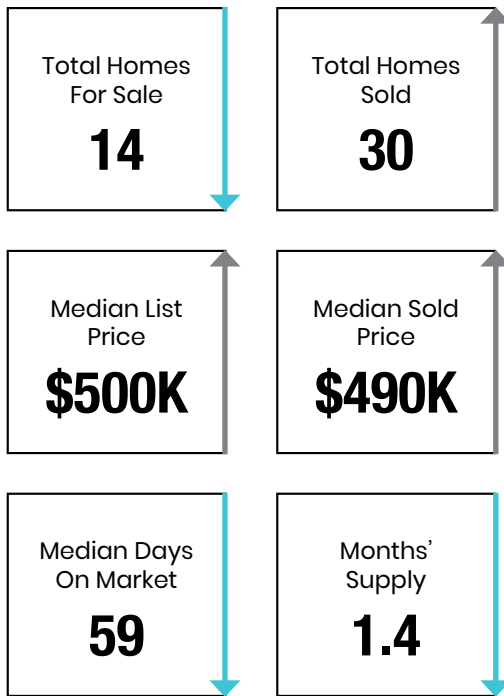 Total Homes
For Sale
14
Total Homes
Sold
30
Median List
Price
$500K
Median Sold
Price
$490K
Median Days
On Market
59
Months’
Supply
1.4